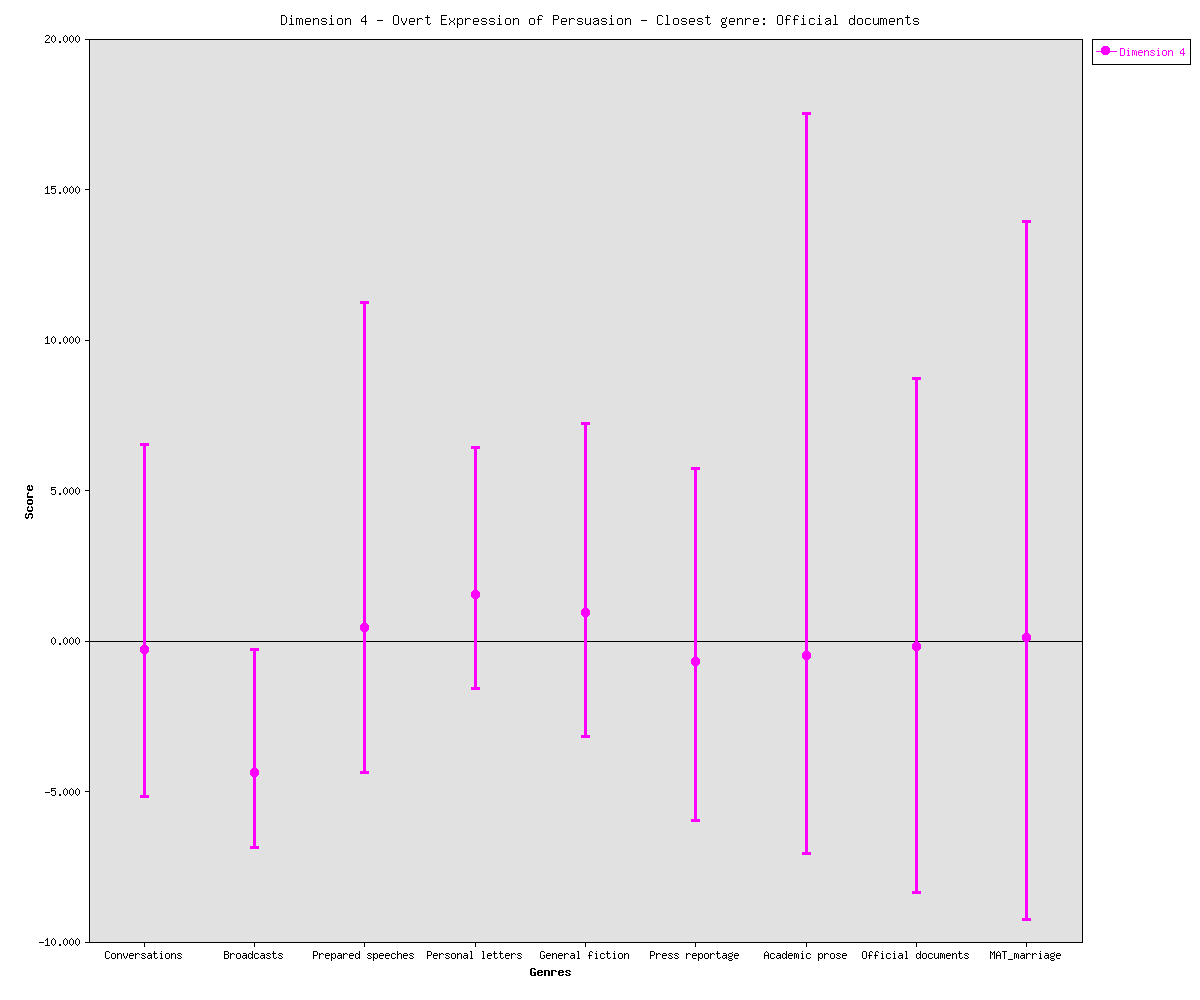 Dimension 4 - Overt Expression of Persuasion - Closest genre: Official documents
Dimension 4
20.000
15.000
10.000
5.000
0.000
-5.000
-10.000
Score
Conversations
Broadcasts
Prepared speeches
Personal letters
General fiction
Press reportage
Academic prose
Official documents
MAT_marriage
Genres